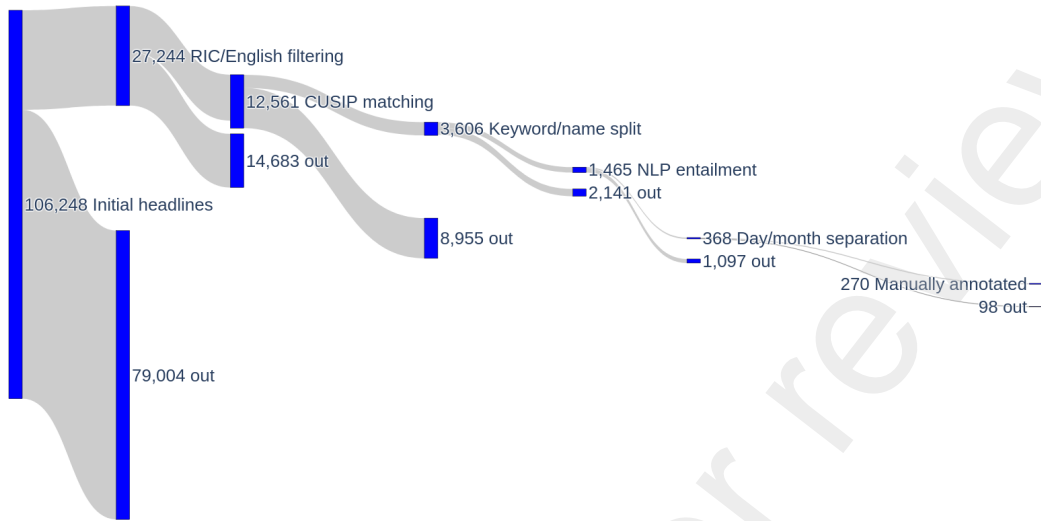 27,244 RIC/English filtering
12,561 CUSIP matching
3,606 Keyword/name split
14,683 out
1,465 NLP entailment
2,141 out
106,248 Initial headlines
8,955 out
368 Day/month separation
1,097 out
270 Manually annotated
98 out
79,004 out
er review